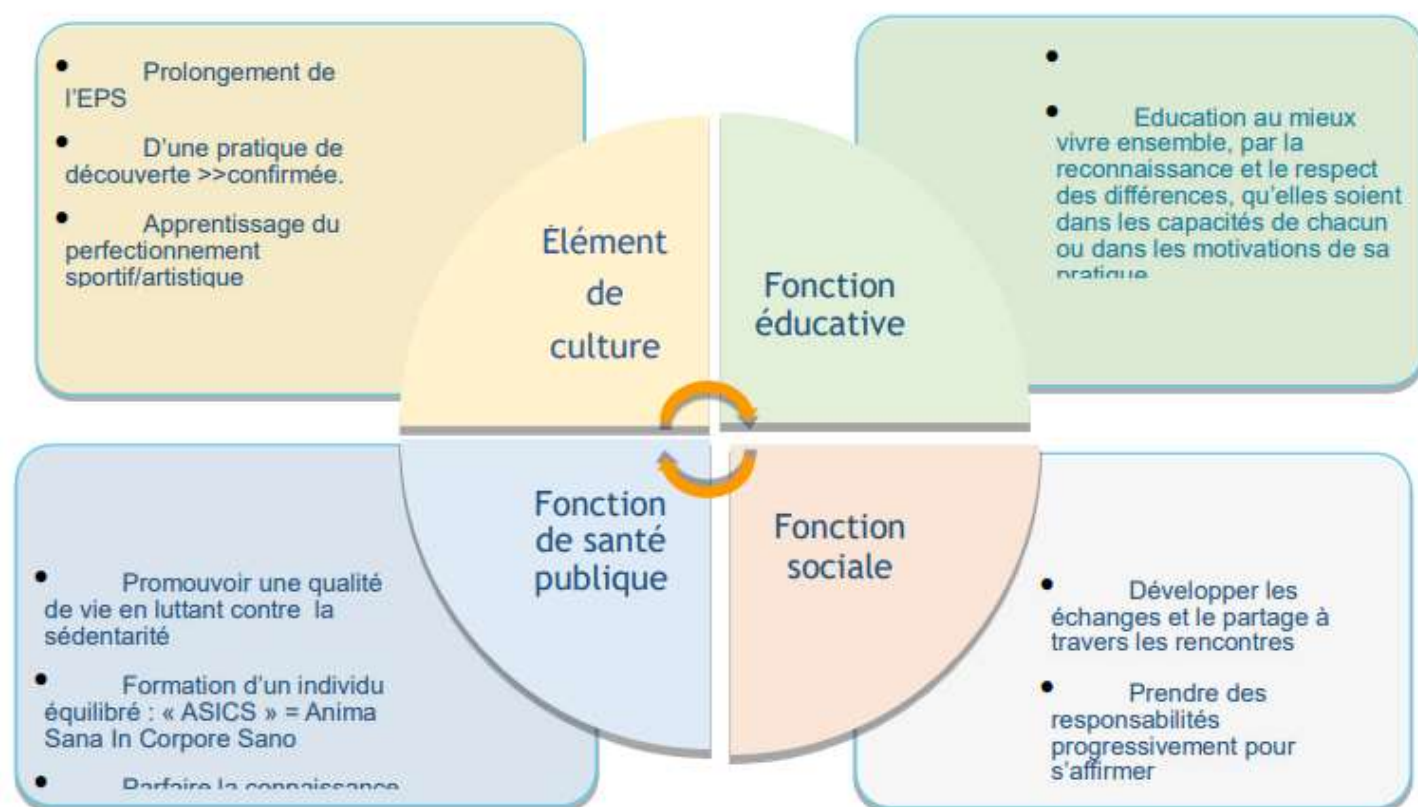 • Prolongement de
l'EPS
• D'une pratique de
découverte >>confirmée.
• Apprentissage du
perfectionnement
sportif/artistique
•
• Education au mieux
vivre ensemble, par la
reconnaissance et le respect
des différences, qu'elles soient
dans les capacités de chacun
ou dans les motivations de sa
pratique
Élément
de
culture
Fonction
éducative
Fonction
de santé
publique
Fonction
sociale
• Promouvoir une qualité
de vie en luttant contre la
sédentarité
• Formation d'un individu
équilibré : « ASICS » = Anima
Sana In Corpore Sano
• Parfaire la connaissance
• Développer les
échanges et le partage à
travers les rencontres
• Prendre des
responsabilités
progressivement pour
s'affirmer